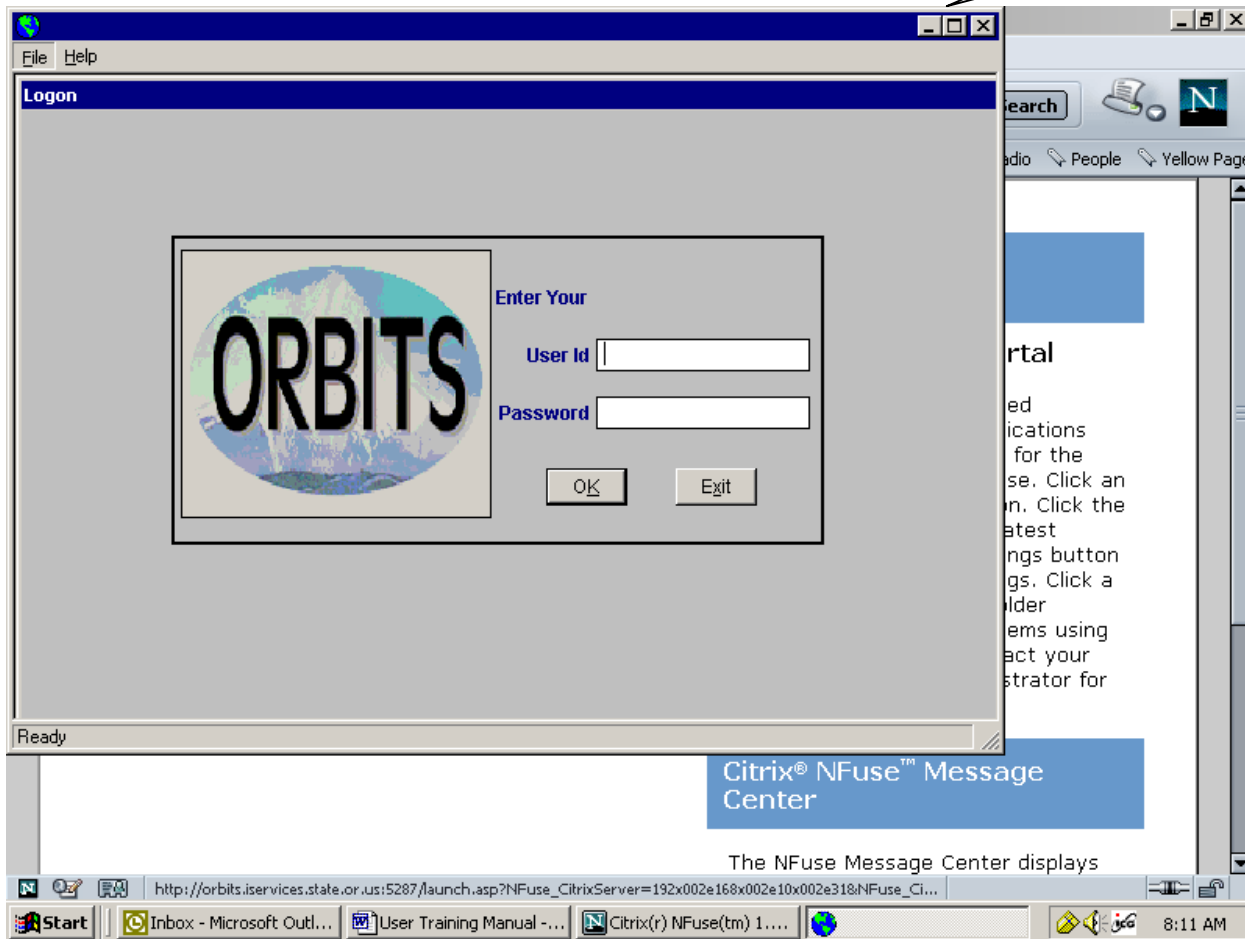 File Help
Logon
ORBITS
Enter Your
User Id
Password
OK
Exit
Ready
N
People
Yellow Page
Citrix® NFuse™ Message
Center
The NFuse Message Center displays
rtal
ed
ications
for the
se. Click an
n. Click the
atest
ngs button
gs. Click a
lder
ems using
act your
strator for
http://orbits.iservices.state.or.us:5287/launch.asp?NFuse_CitrixServer=192x002e168x002e10x002e318&NFuse_Ci...
Start
Inbox - Microsoft Outl...
User Training Manual -...
Citrix(r) NFuse(tm) 1....
8:11 AM